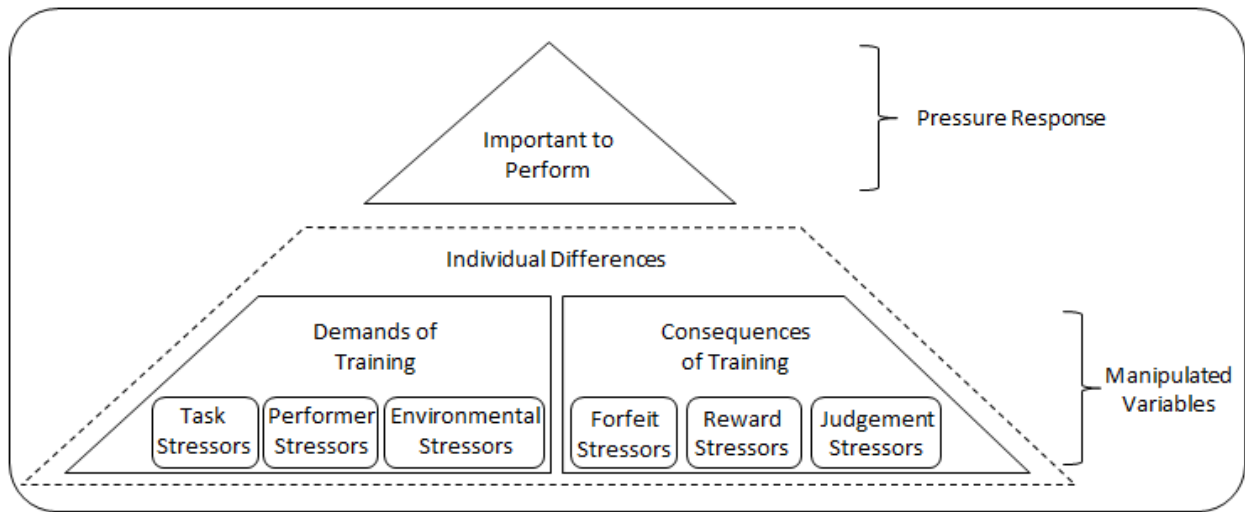 Important to
Perform
Pressure Response
Individual Differences
Demands of
Training
Consequences
of Training
Manipulated
Variables
Task
Stressors
Performer
Stressors
Environmental
Stressors
Forfeit
Stressors
Reward
Stressors
Judgement
Stressors